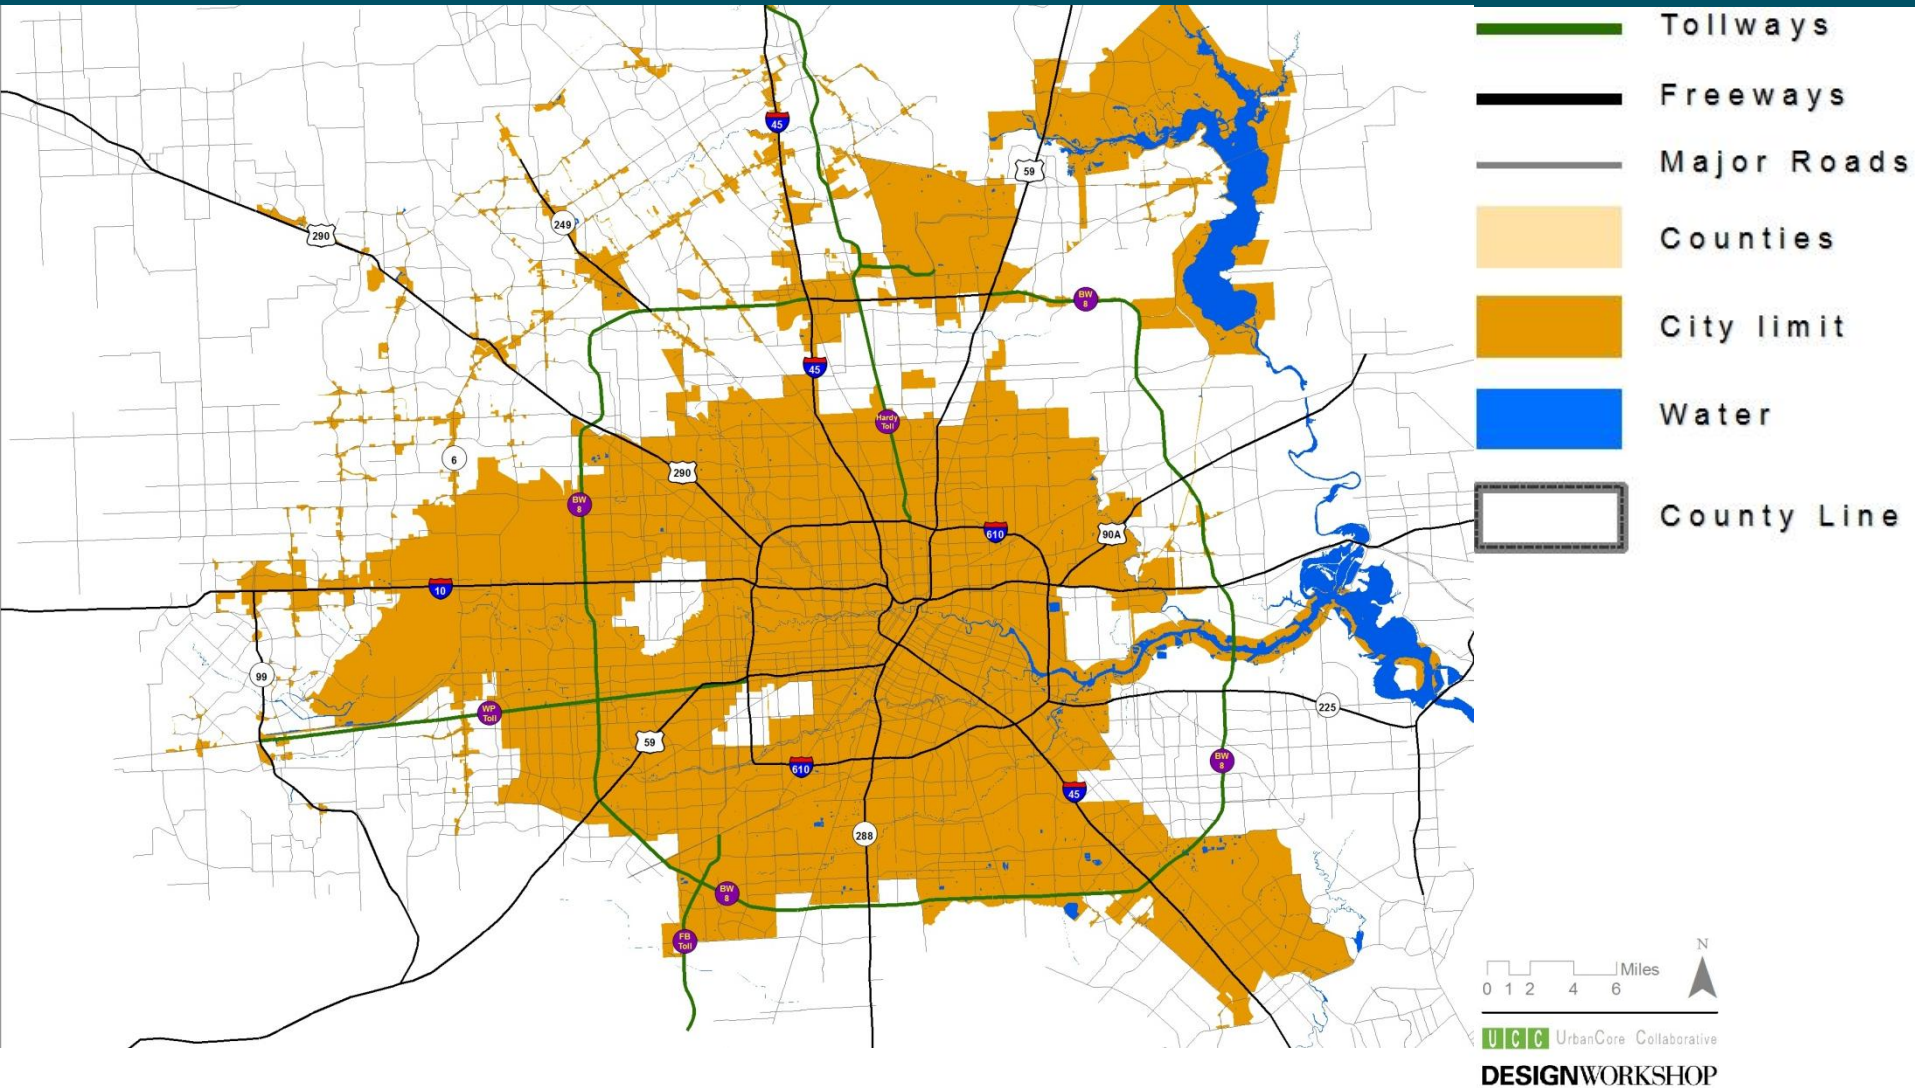 45
59
249
290
BW
8
45
Hardy
Toll
6
290
BW
8
610
90A
10
99
WP
Toll
59
225
610
BW
8
45
288
BW
8
FB
Toll
Tollways
Freeways
Major Roads
Counties
City limit
Water
County Line
N
Miles
0 1 2 4 6
UCC UrbanCore Collaborative
DESIGNWORKSHOP